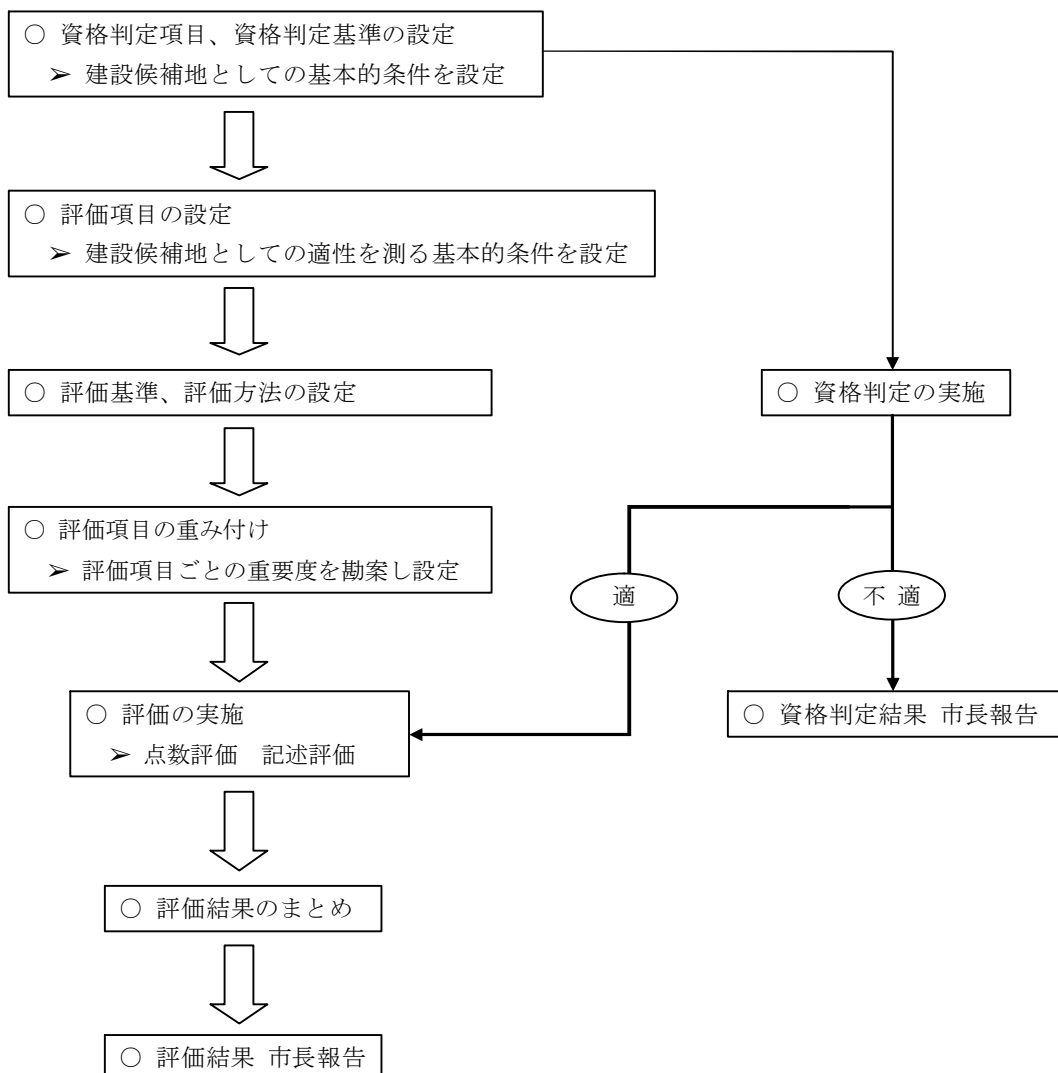 ○ 資格判定項目、資格判定基準の設定
➢ 建設候補地としての基本的条件を設定
○ 評価項目の設定
➢ 建設候補地としての適性を測る基本的条件を設定
○ 評価基準、評価方法の設定
○ 資格判定の実施
○ 評価項目の重み付け
➢ 評価項目ごとの重要度を勘案し設定
適
不 適
○ 評価の実施
➢ 点数評価　記述評価
○ 資格判定結果 市長報告
○ 評価結果のまとめ
○ 評価結果 市長報告